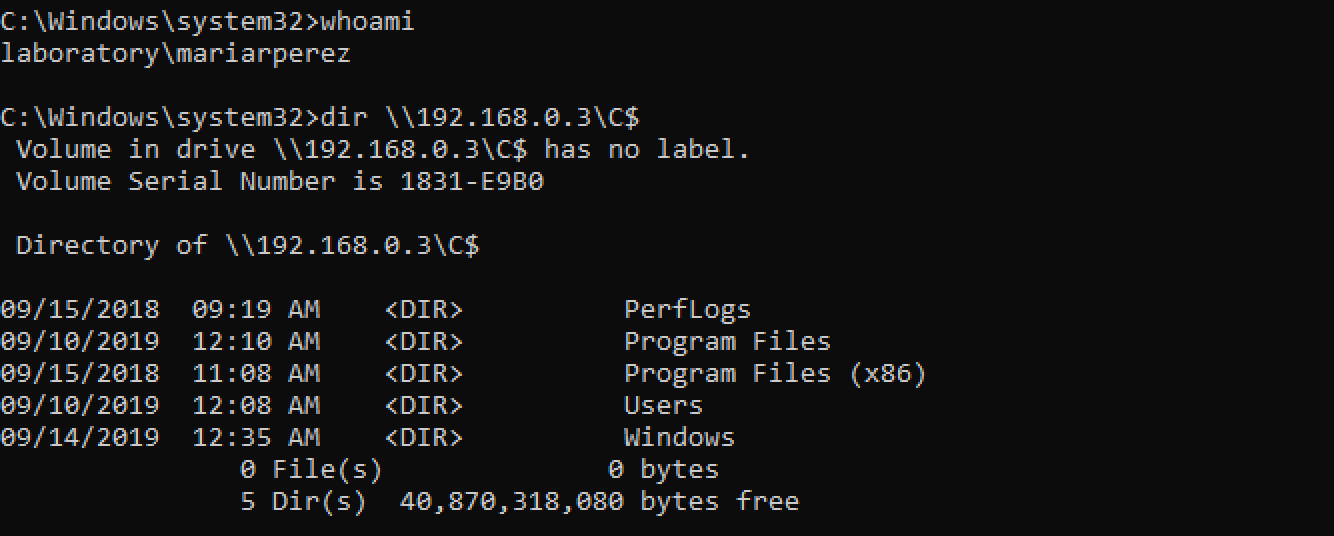 C:\Windows\system32>whoami
laboratory\mariarperez
C:\Windows\system32>dir \\192.168.0.3\C$
Volume in drive \\192.168.0.3\C$ has no label.
Volume Serial Number is 1831-E9B0
Directory of \\192.168.0.3\C$
09/15/2018  09:19 AM    <DIR>          PerfLogs
09/10/2019  12:10 AM    <DIR>          Program Files
09/15/2018  11:08 AM    <DIR>          Program Files (x86)
09/10/2019  12:08 AM    <DIR>          Users
09/14/2019  12:35 AM    <DIR>          Windows
0 File(s)              0 bytes
5 Dir(s)  40,870,318,080 bytes free